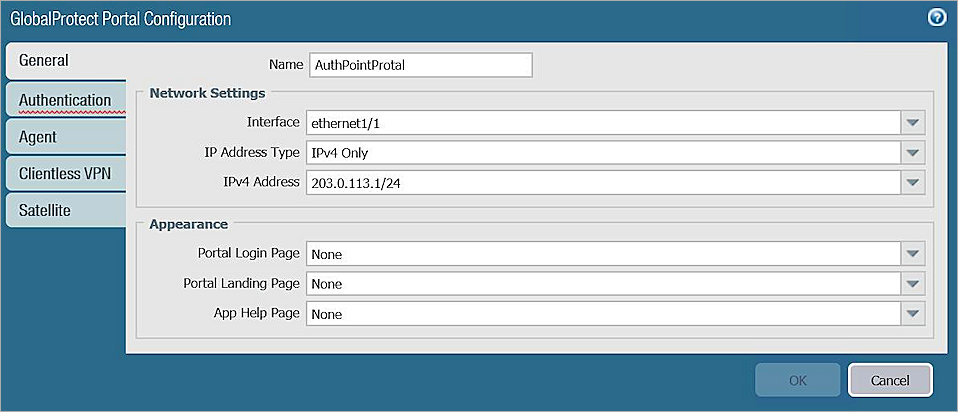 GlobalProtect Portal Configuration
?
General
Authentication
Agent
Clientless VPN
Satellite
Name AuthPointProtal
Network Settings
Interface ethernet1/1
IP Address Type IPv4 Only
IPv4 Address 203.0.113.1/24
Appearance
Portal Login Page None
Portal Landing Page None
App Help Page None
OK Cancel